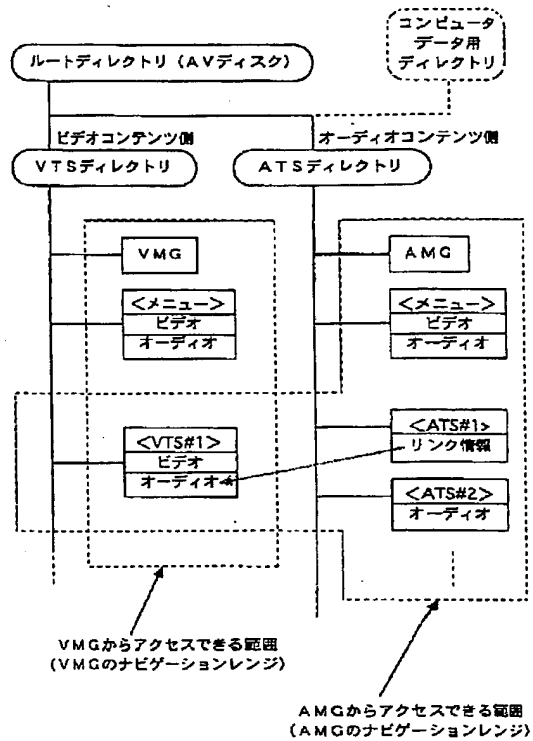 コンピュータ
データ用
ディレクトリ
ルートディレクトリ（AVディスク）
ビデオコンテンツ側
オーディオコンテンツ側
VTSディレクトリ
ATSディレクトリ
VMG
AMG
<メニュー>
ビデオ
オーディオ
<メニュー>
ビデオ
オーディオ
<VTS#1>
ビデオ
オーディオ
<ATS#1>
リンク情報
<ATS#2>
オーディオ
VMGからアクセスできる範囲
（VMGのナビゲーションレンジ）
AMGからアクセスできる範囲
（AMGのナビゲーションレンジ）